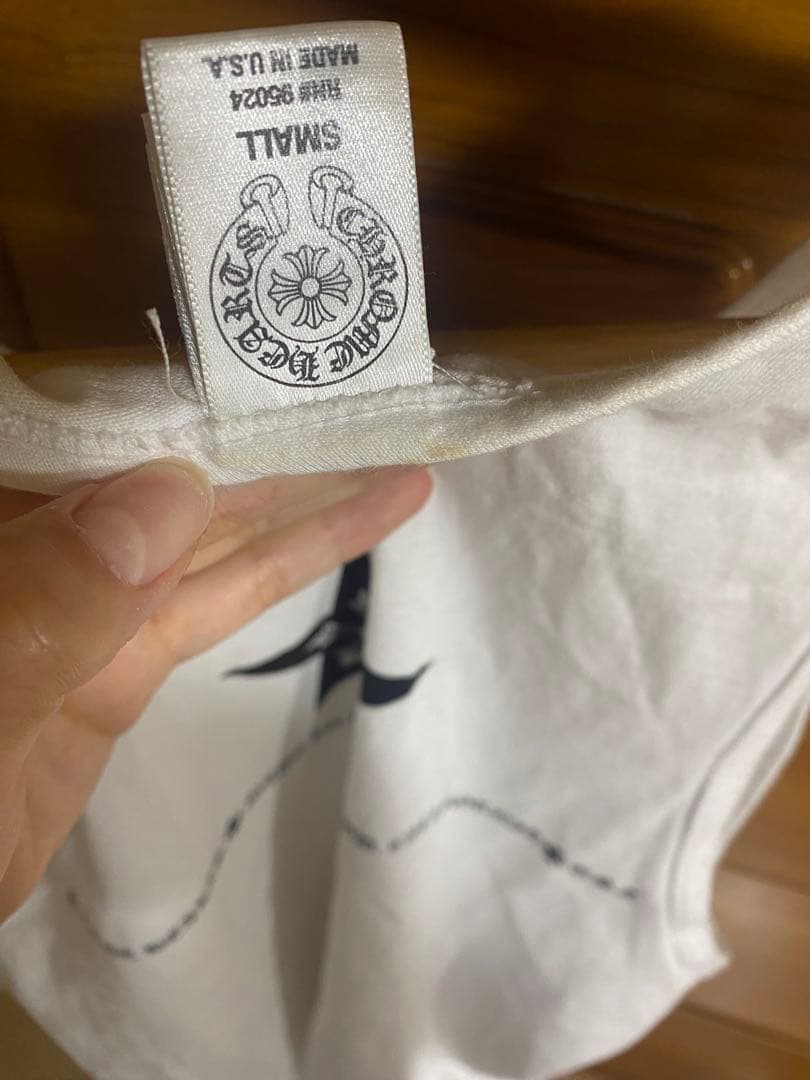 CHROME HEARTS
SMALL
RN# 95024
MADE IN U.S.A.